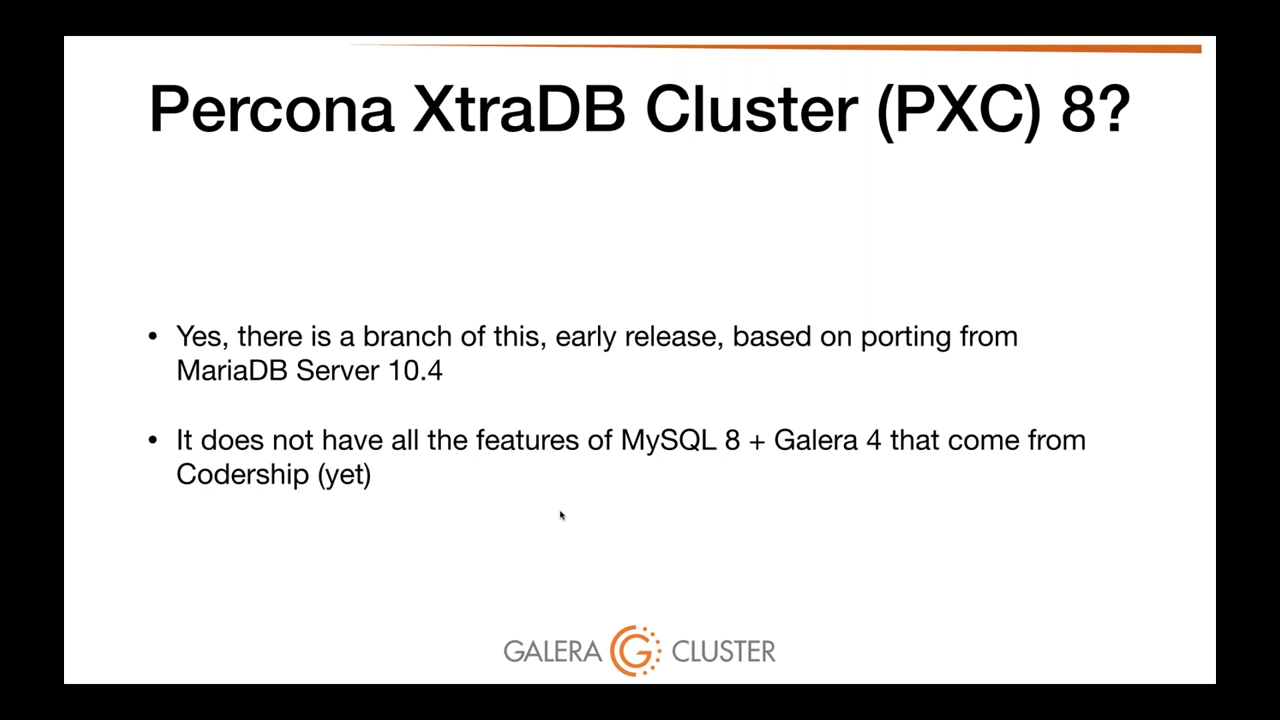 Percona XtraDB Cluster (PXC) 8?
• Yes, there is a branch of this, early release, based on porting from
MariaDB Server 10.4
• It does not have all the features of MySQL 8 + Galera 4 that come from
Codership (yet)
GALERA CLUSTER